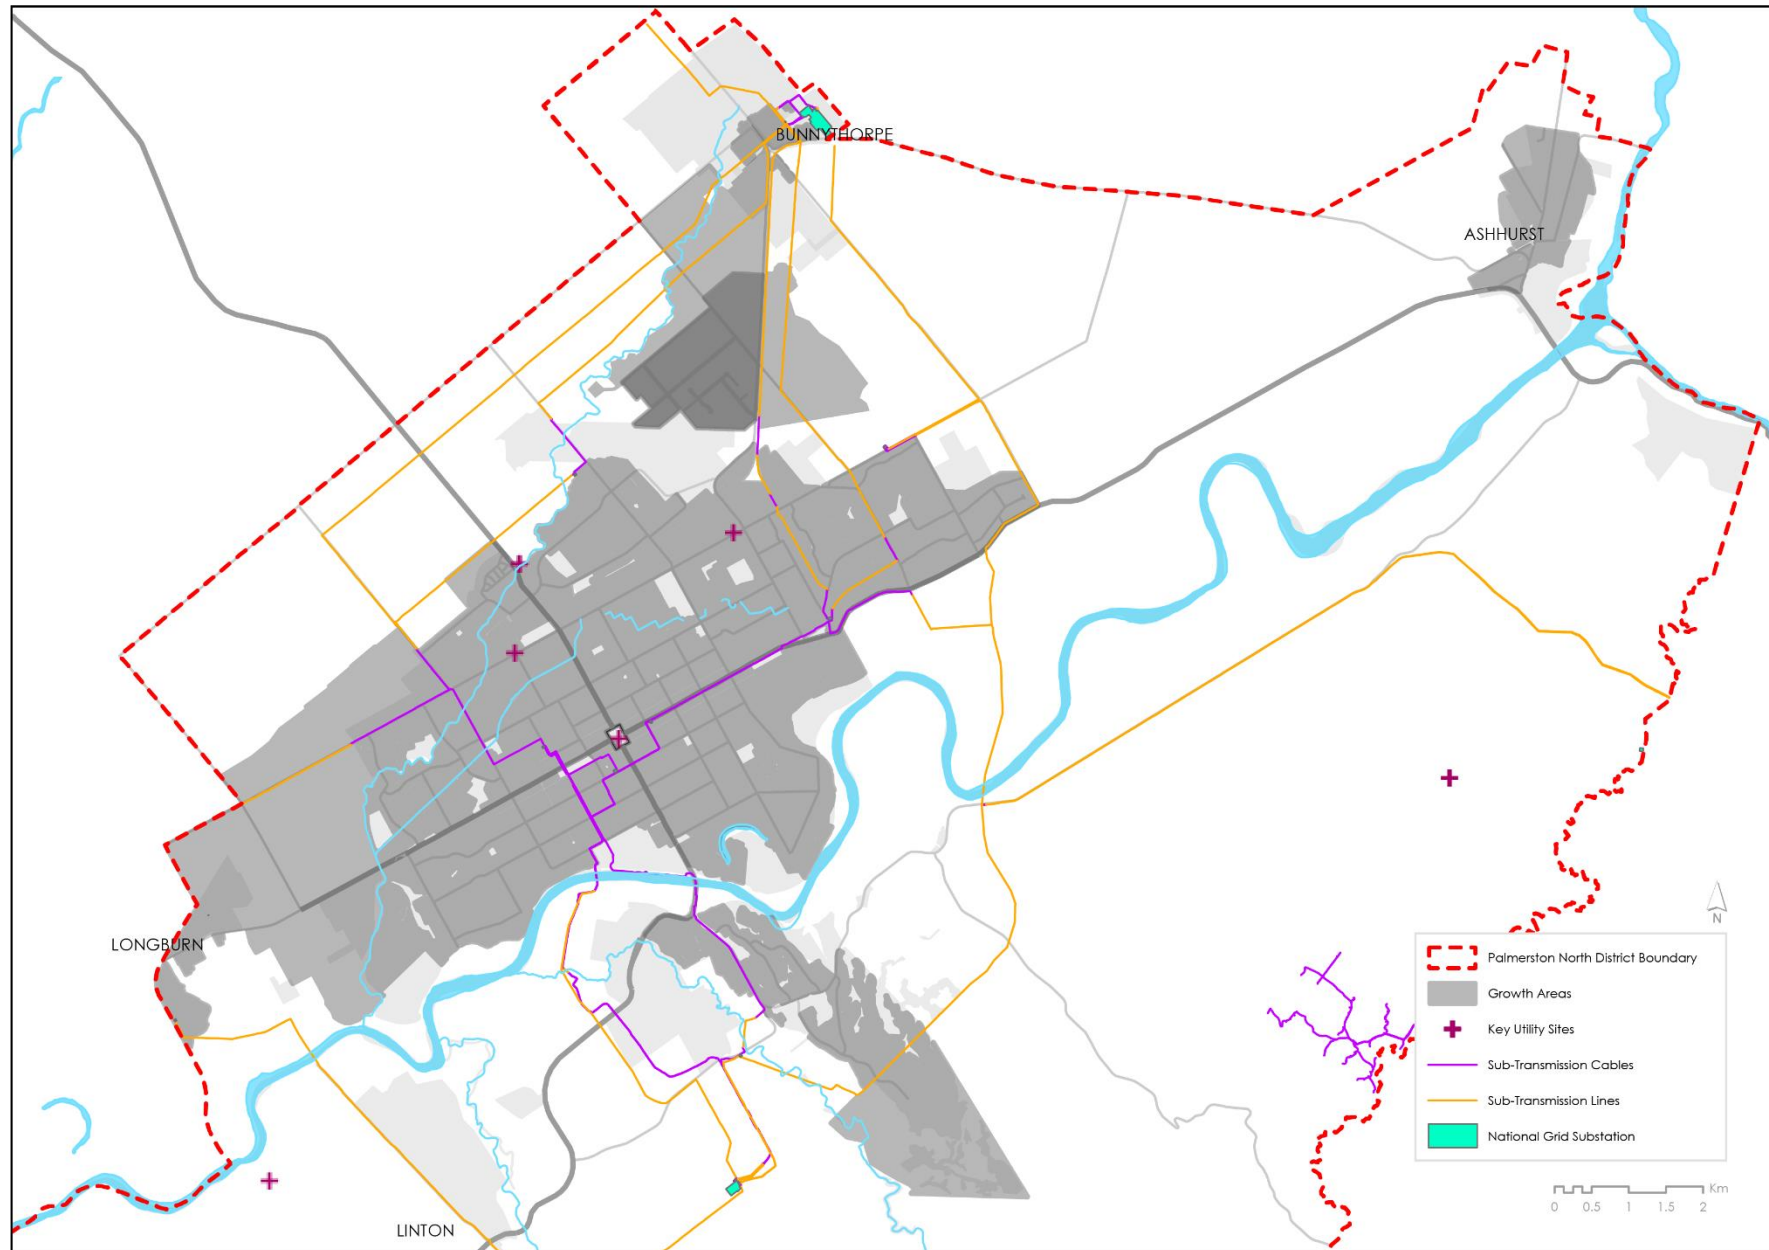 BUNNYTHORPE
ASHHURST
LONGBURN
LINTON
N
Palmerston North District Boundary
Growth Areas
Key Utility Sites
Sub-Transmission Cables
Sub-Transmission Lines
National Grid Substation
Km
0 0.5 1 1.5 2